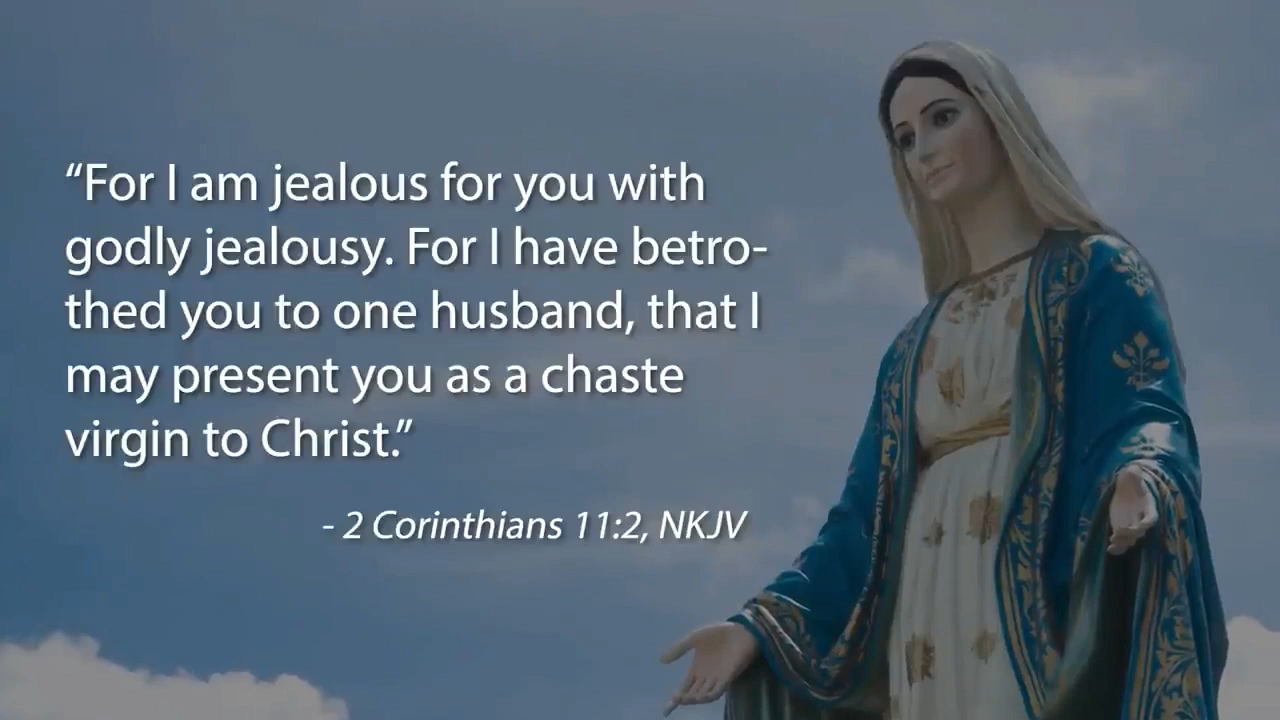 “For I am jealous for you with
godly jealousy. For I have betro-
thed you to one husband, that I
may present you as a chaste
virgin to Christ.”
- 2 Corinthians 11:2, NKJV